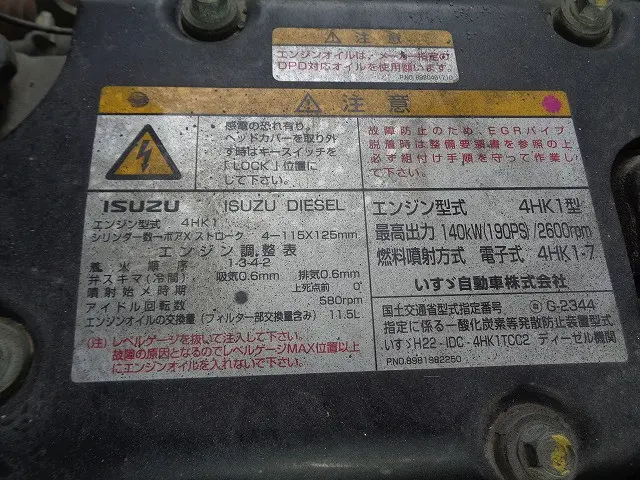 ⚠ 注意
エンジンオイルは、メーカー指定の
DPD対応オイルを使用願います。
⚠ 注意
・感電の恐れ有り。
ヘッドカバーを取り外
す時はキースイッチを
「LOCK」位置に
して下さい。
故障防止のため、EGRパイプ
脱着時は整備要領書を参照の上
必ず組付け手順を守って作業し
て下さい。
ISUZU ISUZU DIESEL
エンジン型式 4HK1
シリンダー数ーボアXストローク 4-115X125mm
エンジン調整表
着火順序 1-3-4-2
弁スキマ(冷間) 吸気0.6mm 排気0.6mm
噴射始メ時期 上死点前 0°
アイドル回転数 580rpm
エンジンオイルの交換量(フィルター部交換含み) 11.5L
(注)レベルゲージを抜いて注入して下さい。
故障の原因となるのでレベルゲージMAX位置以上
にエンジンオイルを入れないで下さい。
エンジン型式 4HK1型
最高出力 140kW(190PS)/2600rpm
燃料噴射方式 電子式 4HK1-7
いすゞ自動車株式会社
国土交通省型式指定番号 G-2344
指定に係る一酸化炭素等発散防止装置型式
いすゞH22-IDC-4HK1TCC2 ディーゼル機関
P.NO.8981982250